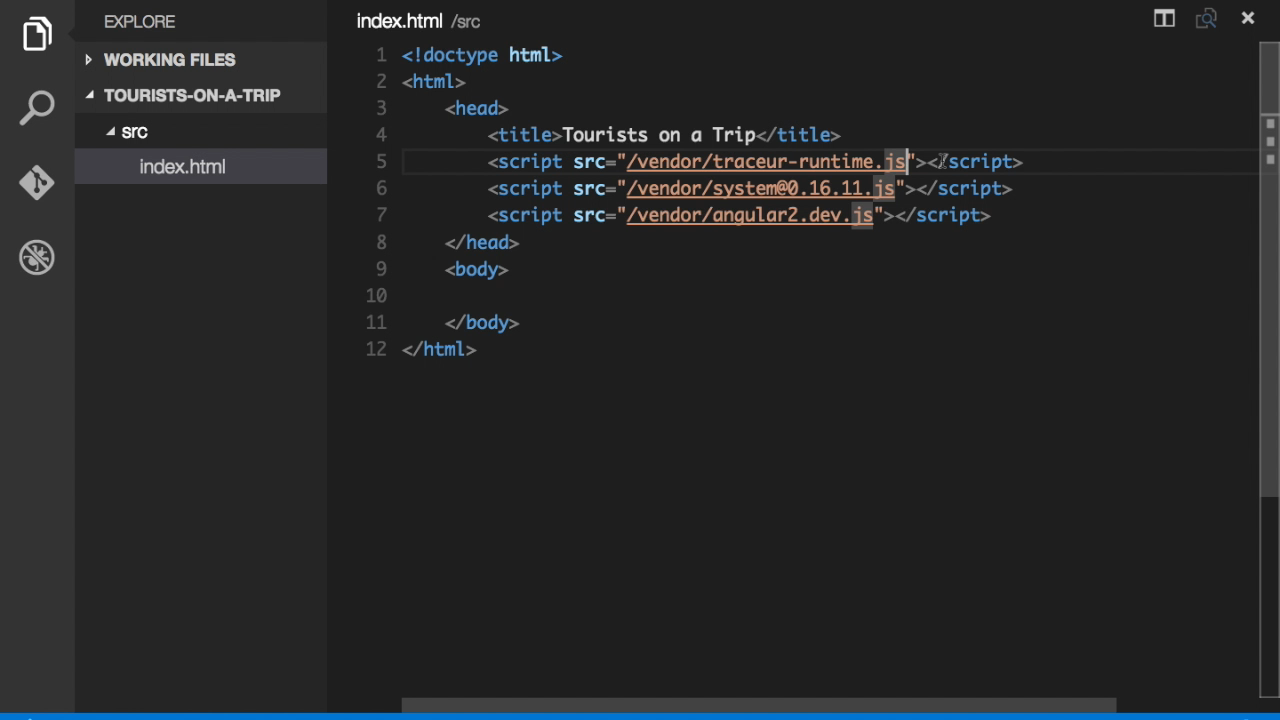 EXPLORE
WORKING FILES
TOURISTS-ON-A-TRIP
src
index.html
index.html /src
1 <!doctype html>
2 <html>
3 <head>
4 <title>Tourists on a Trip</title>
5 <script src="/vendor/traceur-runtime.js"></script>
6 <script src="/vendor/system@0.16.11.js"></script>
7 <script src="/vendor/angular2.dev.js"></script>
8 </head>
9 <body>
10
11 </body>
12 </html>